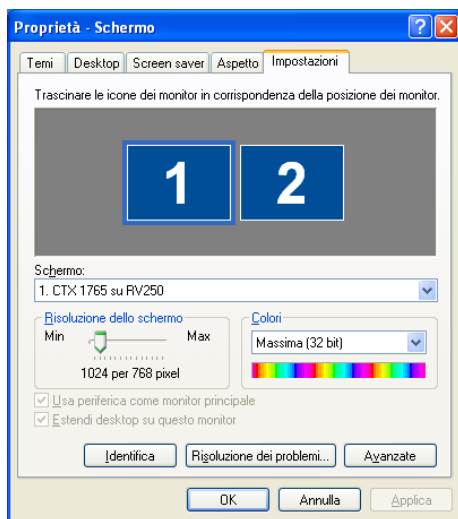 Proprietà - Schermo
Temi Desktop Screen saver Aspetto Impostazioni
Trascinare le icone dei monitor in corrispondenza della posizione dei monitor.
1 2
Schermo:
1. CTX 1765 su RV250
Risoluzione dello schermo Colori
Min Max Massima (32 bit)
1024 per 768 pixel
Usa periferica come monitor principale
Estendi desktop su questo monitor
Identifica Risoluzione dei problemi... Avanzate
OK Annulla Applica